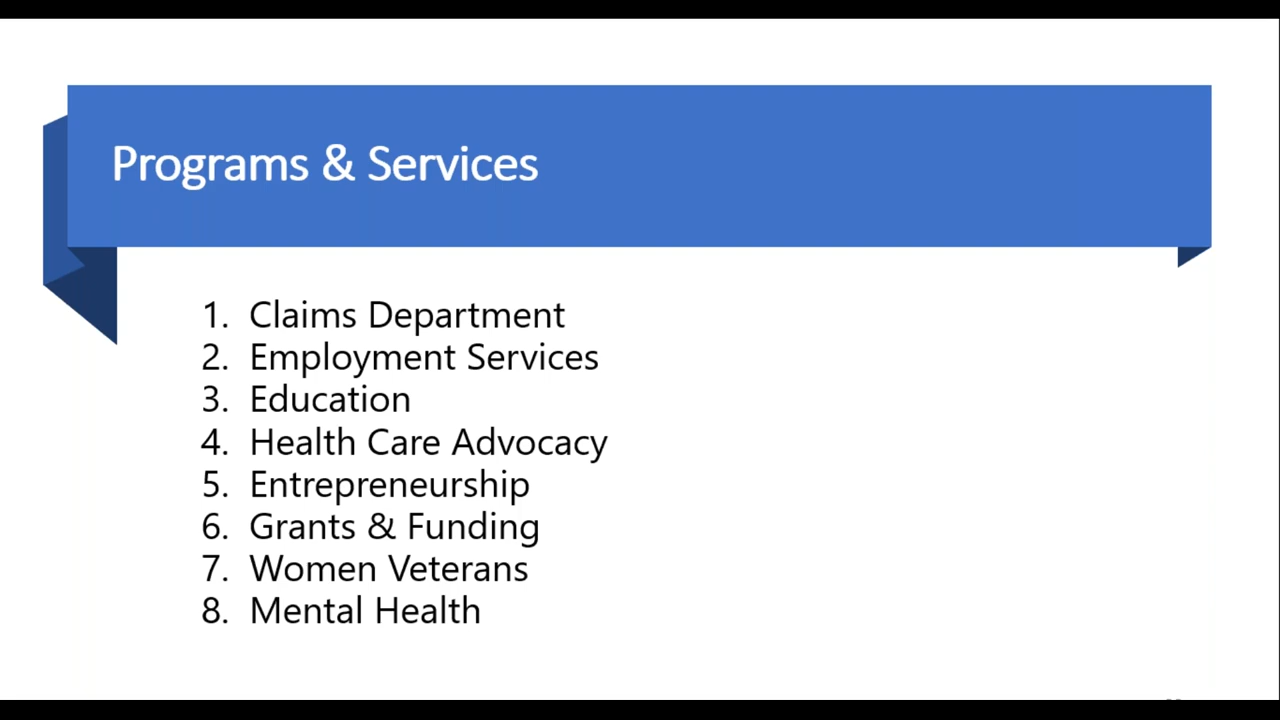 Programs & Services
1. Claims Department
2. Employment Services
3. Education
4. Health Care Advocacy
5. Entrepreneurship
6. Grants & Funding
7. Women Veterans
8. Mental Health